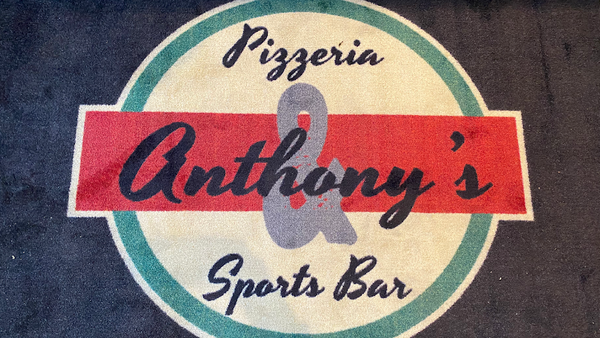 Pizzeria
&
Anthony's
Sports Bar